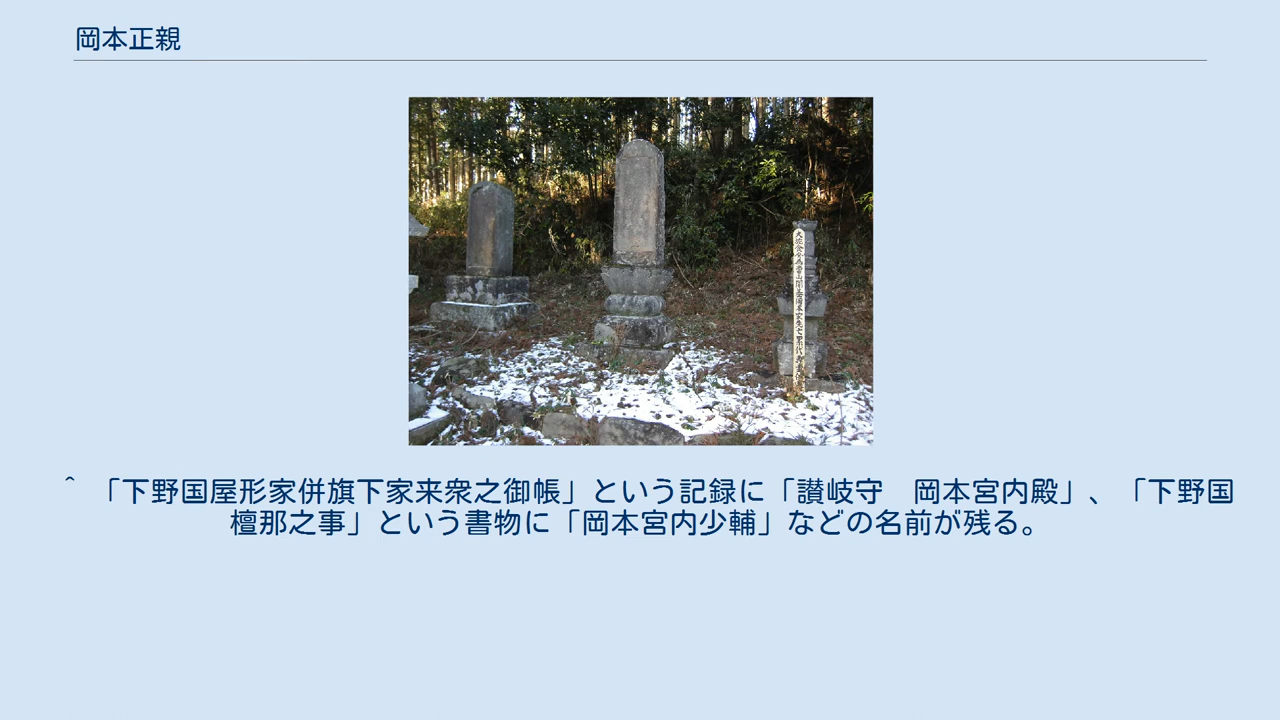 岡本正親
^ 「下野国屋形家併旗下家来衆之御帳」という記録に「讃岐守　岡本宮内殿」、「下野国
檀那之事」という書物に「岡本宮内少輔」などの名前が残る。